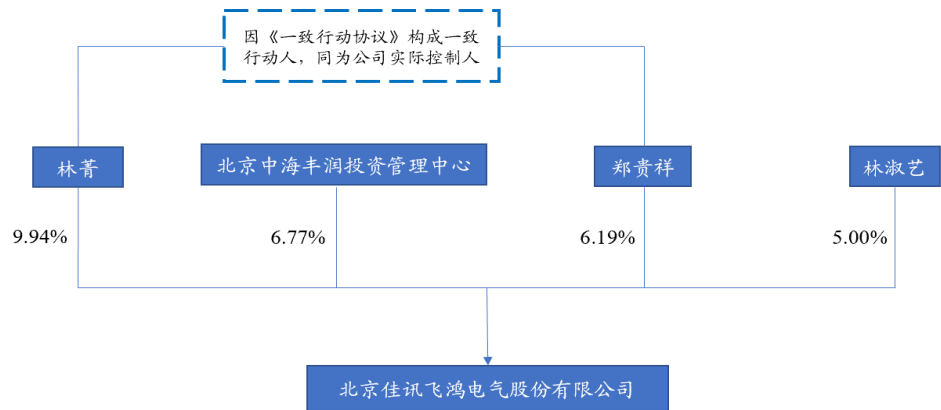 因《一致行动协议》构成一致
行动人，同为公司实际控制人
林菁
北京中海丰润投资管理中心
郑贵祥
林淑艺
9.94%
6.77%
6.19%
5.00%
北京佳讯飞鸿电气股份有限公司